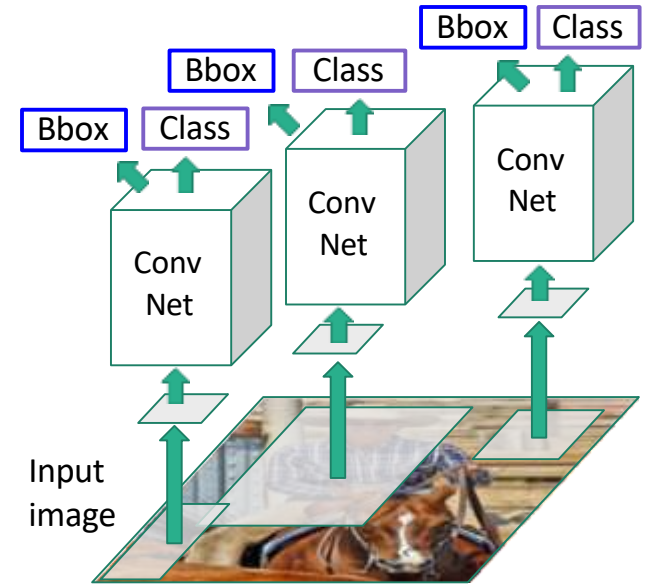 Bbox Class
Bbox Class
Bbox Class
Conv
Net
Conv
Net
Conv
Net
Input
image